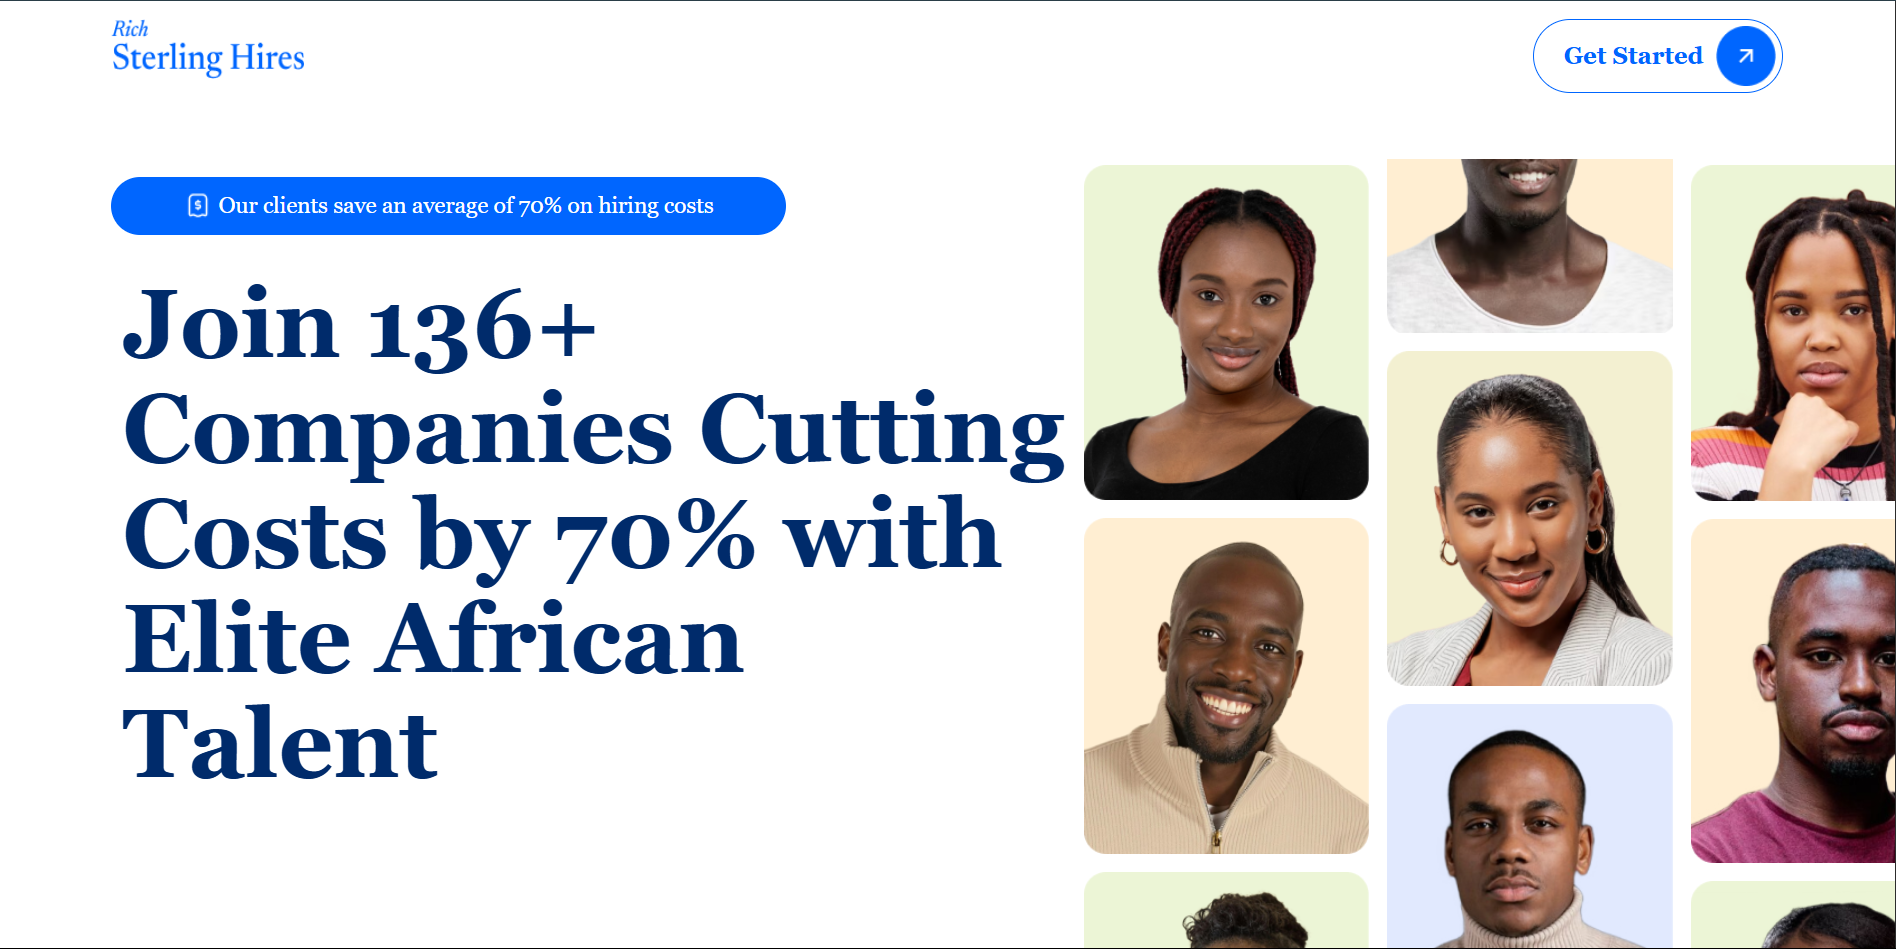 Rich
Sterling Hires
Get Started
Our clients save an average of 70% on hiring costs
Join 136+
Companies Cutting
Costs by 70% with
Elite African
Talent